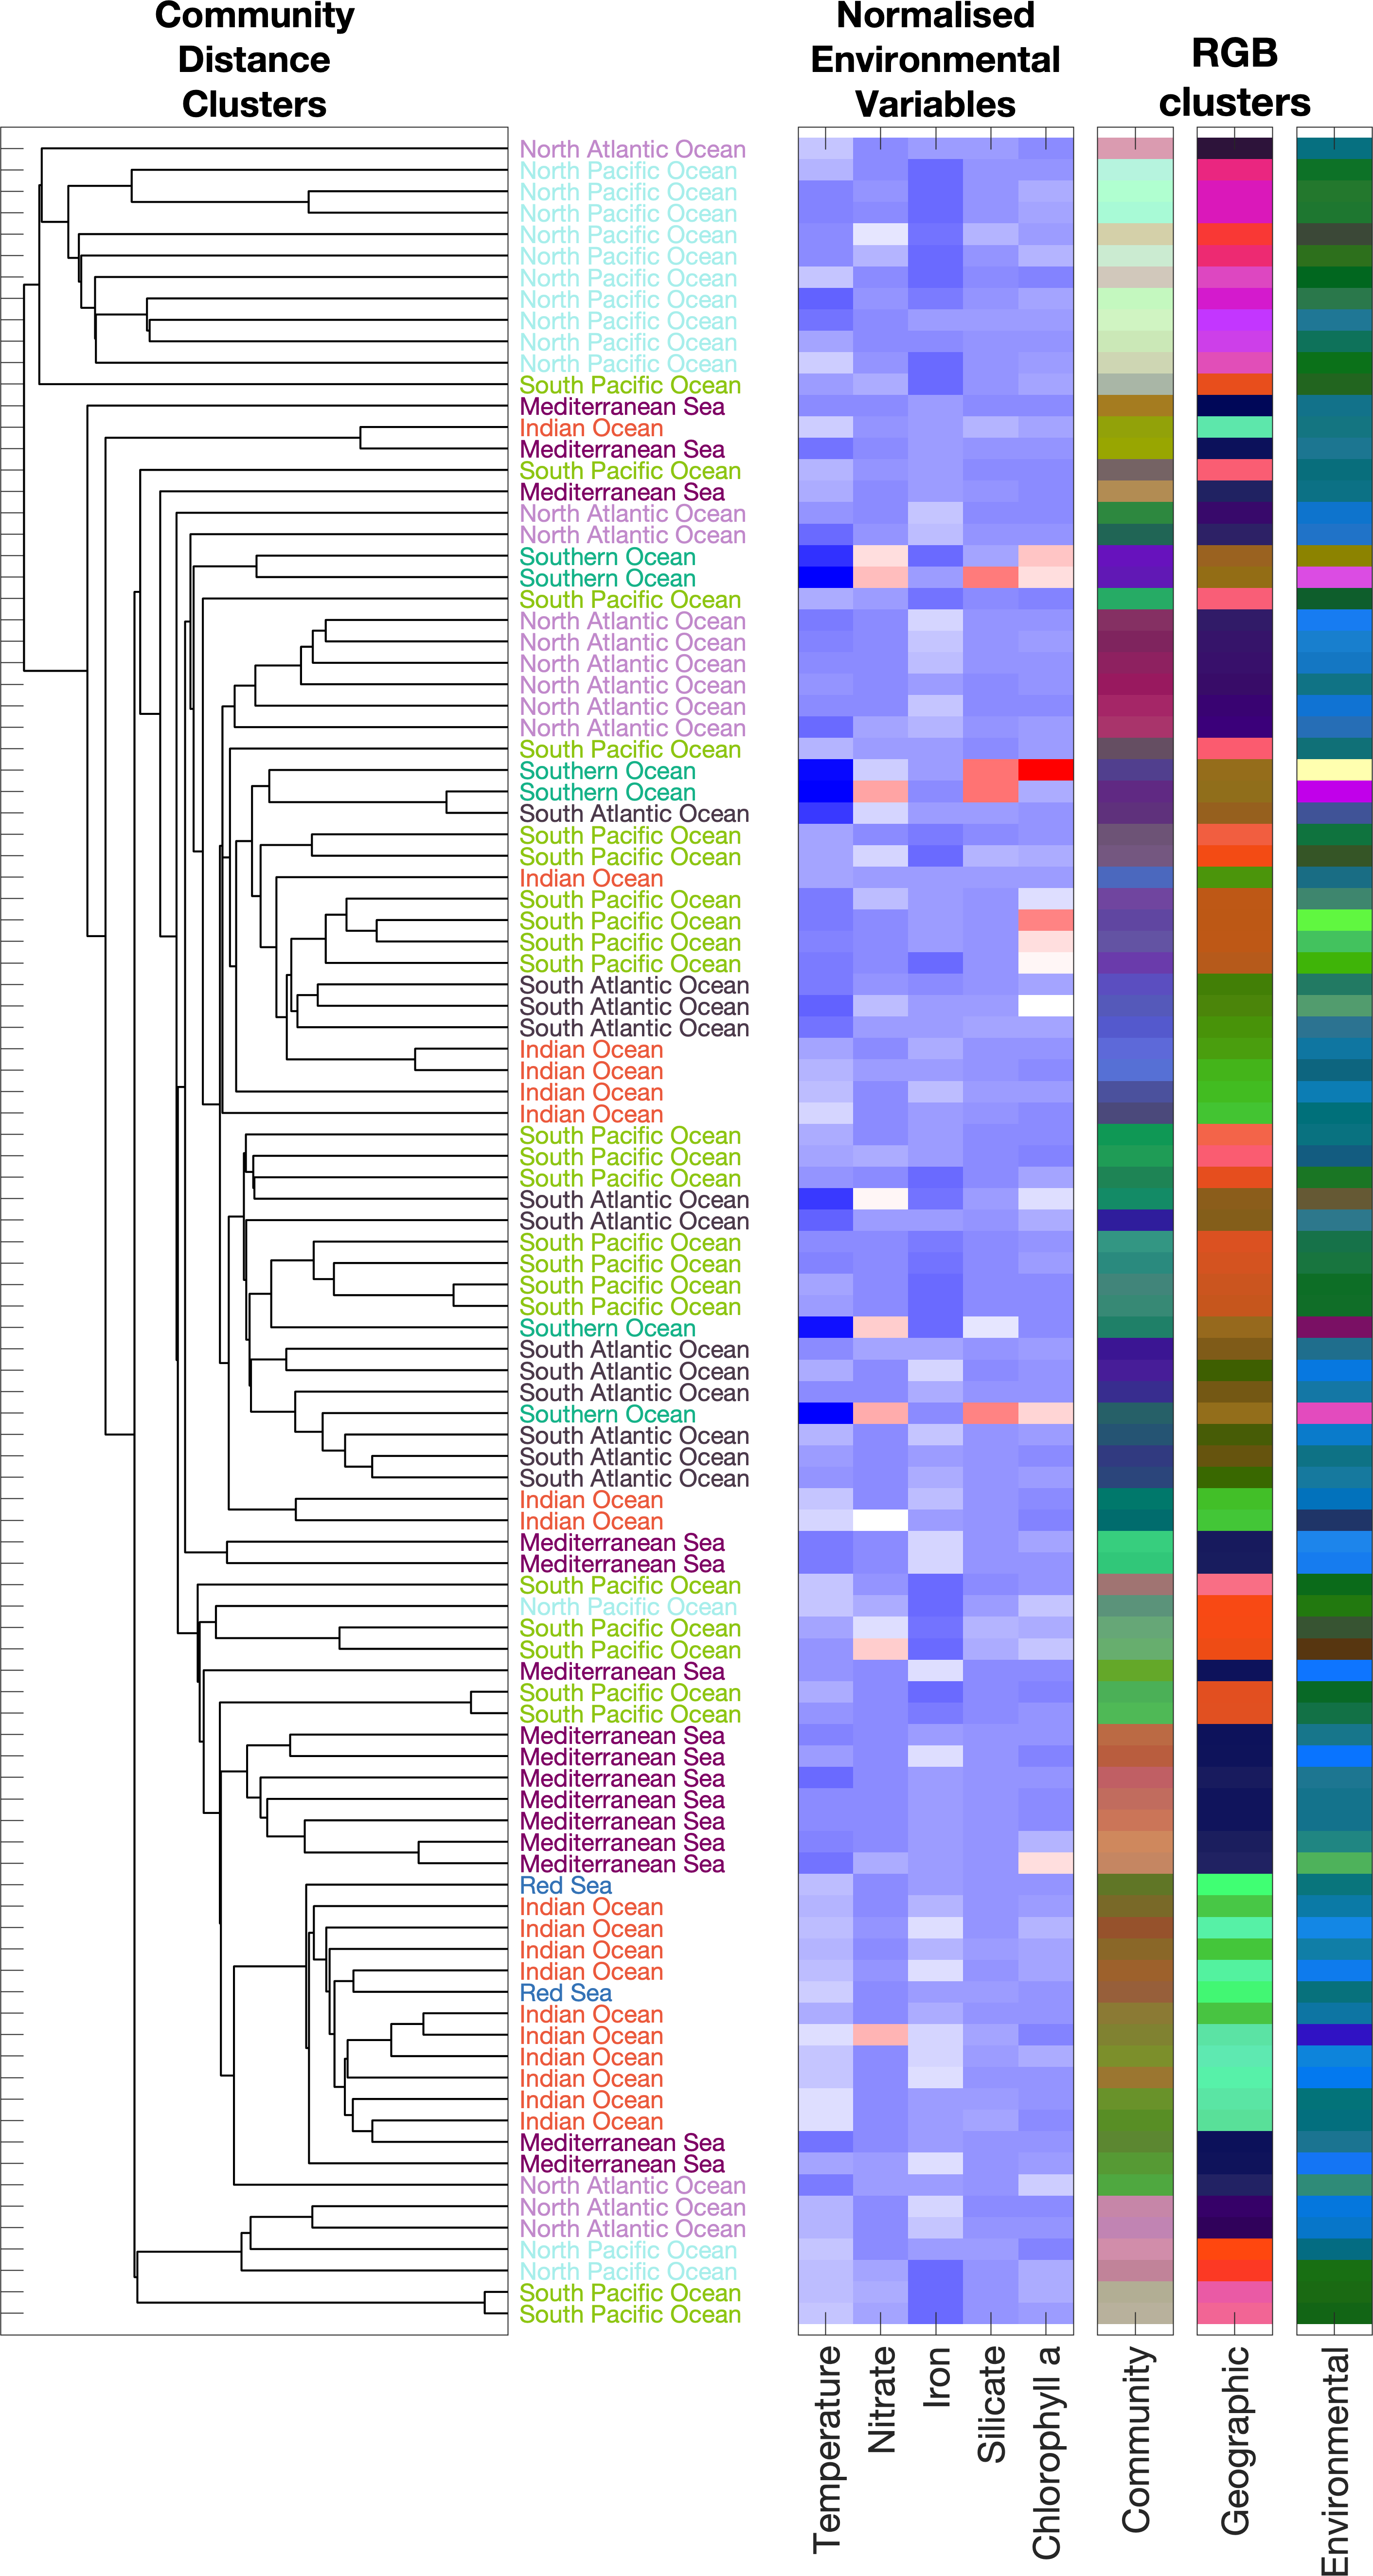 Community
Distance
Clusters
Normalised
Environmental
Variables
RGB
clusters
North Atlantic Ocean
North Pacific Ocean
North Pacific Ocean
North Pacific Ocean
North Pacific Ocean
North Pacific Ocean
North Pacific Ocean
North Pacific Ocean
North Pacific Ocean
North Pacific Ocean
North Pacific Ocean
South Pacific Ocean
Mediterranean Sea
Indian Ocean
Mediterranean Sea
South Pacific Ocean
Mediterranean Sea
North Atlantic Ocean
North Atlantic Ocean
Southern Ocean
Southern Ocean
South Pacific Ocean
North Atlantic Ocean
North Atlantic Ocean
North Atlantic Ocean
North Atlantic Ocean
North Atlantic Ocean
North Atlantic Ocean
South Pacific Ocean
Southern Ocean
Southern Ocean
South Atlantic Ocean
South Pacific Ocean
South Pacific Ocean
Indian Ocean
South Pacific Ocean
South Pacific Ocean
South Pacific Ocean
South Pacific Ocean
South Atlantic Ocean
South Atlantic Ocean
South Atlantic Ocean
Indian Ocean
Indian Ocean
Indian Ocean
Indian Ocean
South Pacific Ocean
South Pacific Ocean
South Pacific Ocean
South Atlantic Ocean
South Atlantic Ocean
South Pacific Ocean
South Pacific Ocean
South Pacific Ocean
South Pacific Ocean
Southern Ocean
South Atlantic Ocean
South Atlantic Ocean
South Atlantic Ocean
Southern Ocean
South Atlantic Ocean
South Atlantic Ocean
South Atlantic Ocean
Indian Ocean
Indian Ocean
Mediterranean Sea
Mediterranean Sea
South Pacific Ocean
North Pacific Ocean
South Pacific Ocean
South Pacific Ocean
Mediterranean Sea
South Pacific Ocean
South Pacific Ocean
Mediterranean Sea
Mediterranean Sea
Mediterranean Sea
Mediterranean Sea
Mediterranean Sea
Mediterranean Sea
Mediterranean Sea
Red Sea
Indian Ocean
Indian Ocean
Indian Ocean
Indian Ocean
Red Sea
Indian Ocean
Indian Ocean
Indian Ocean
Indian Ocean
Indian Ocean
Indian Ocean
Mediterranean Sea
Mediterranean Sea
North Atlantic Ocean
North Atlantic Ocean
North Atlantic Ocean
North Pacific Ocean
North Pacific Ocean
South Pacific Ocean
South Pacific Ocean
Temperature
Nitrate
Iron
Silicate
Chlorophyll a
Community
Geographic
Environmental